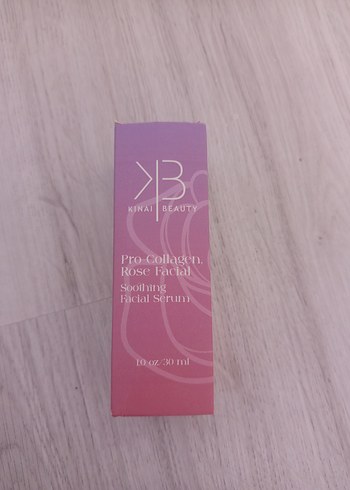 KB
KINAI BEAUTY
Pro-Collagen,
Rose Facial
Soothing
Facial Serum
1.0 oz/30 ml